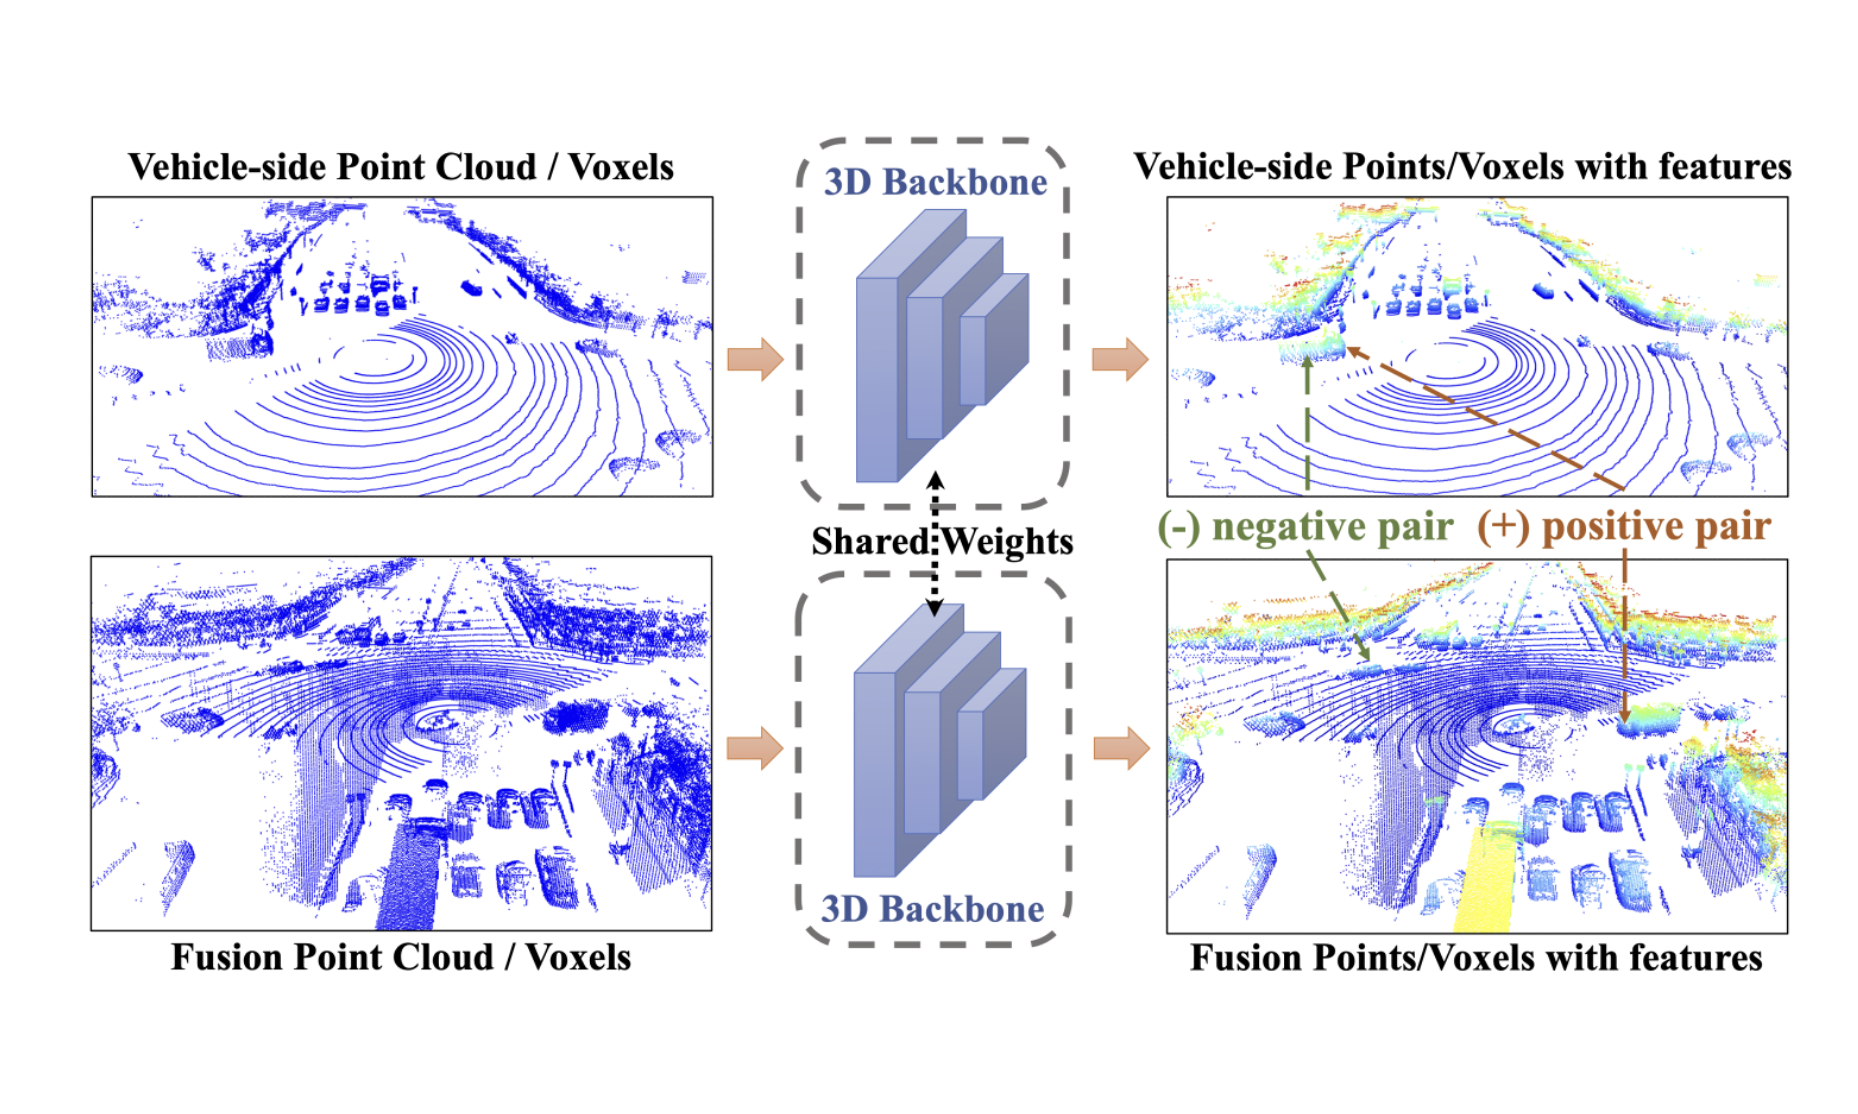 Vehicle-side Point Cloud / Voxels
3D Backbone
Vehicle-side Points/Voxels with features
Shared Weights
(-) negative pair
(+) positive pair
3D Backbone
Fusion Point Cloud / Voxels
Fusion Points/Voxels with features